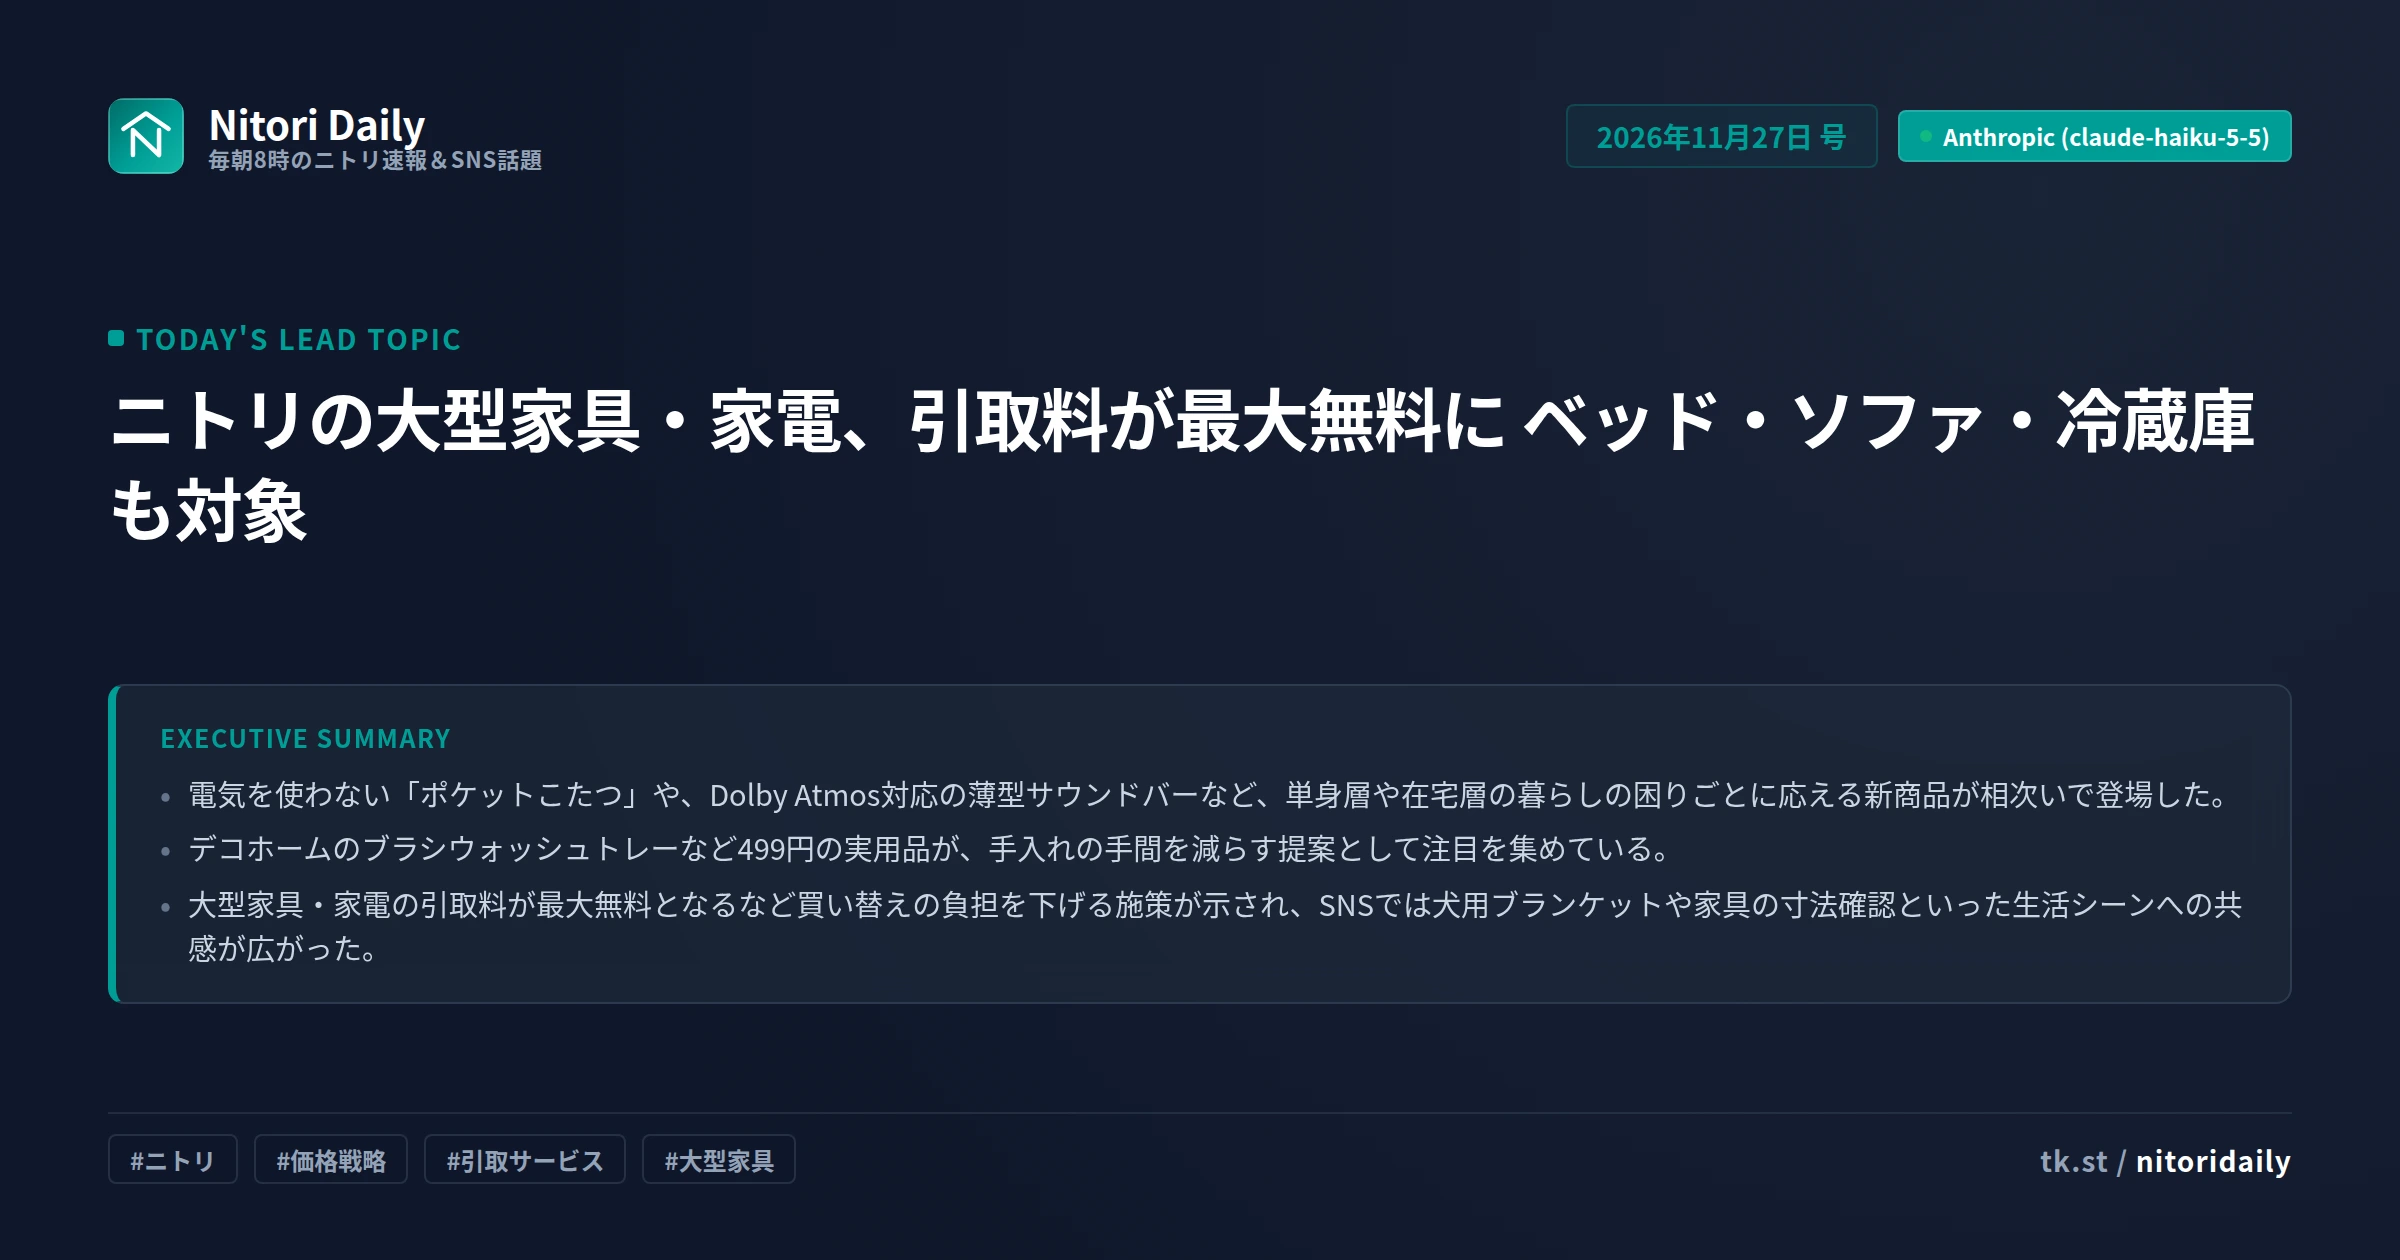 Nitori Daily
毎朝8時のニトリ速報＆SNS話題
2026年11月27日 号
Anthropic (claude-haiku-5-5)
TODAY'S LEAD TOPIC
ニトリの大型家具・家電、引取料が最大無料に ベッド・ソファ・冷蔵庫
も対象
EXECUTIVE SUMMARY
• 電気を使わない「ポケットこたつ」や、Dolby Atmos対応の薄型サウンドバーなど、単身層や在宅層の暮らしの困りごとに応える新商品が相次いで登場した。
• デコホームのブラシウォッシュトレーなど499円の実用品が、手入れの手間を減らす提案として注目を集めている。
• 大型家具・家電の引取料が最大無料となるなど買い替えの負担を下げる施策が示され、SNSでは犬用ブランケットや家具の寸法確認といった生活シーンへの共
感が広がった。
#ニトリ
#価格戦略
#引取サービス
#大型家具
tk.st / nitoridaily